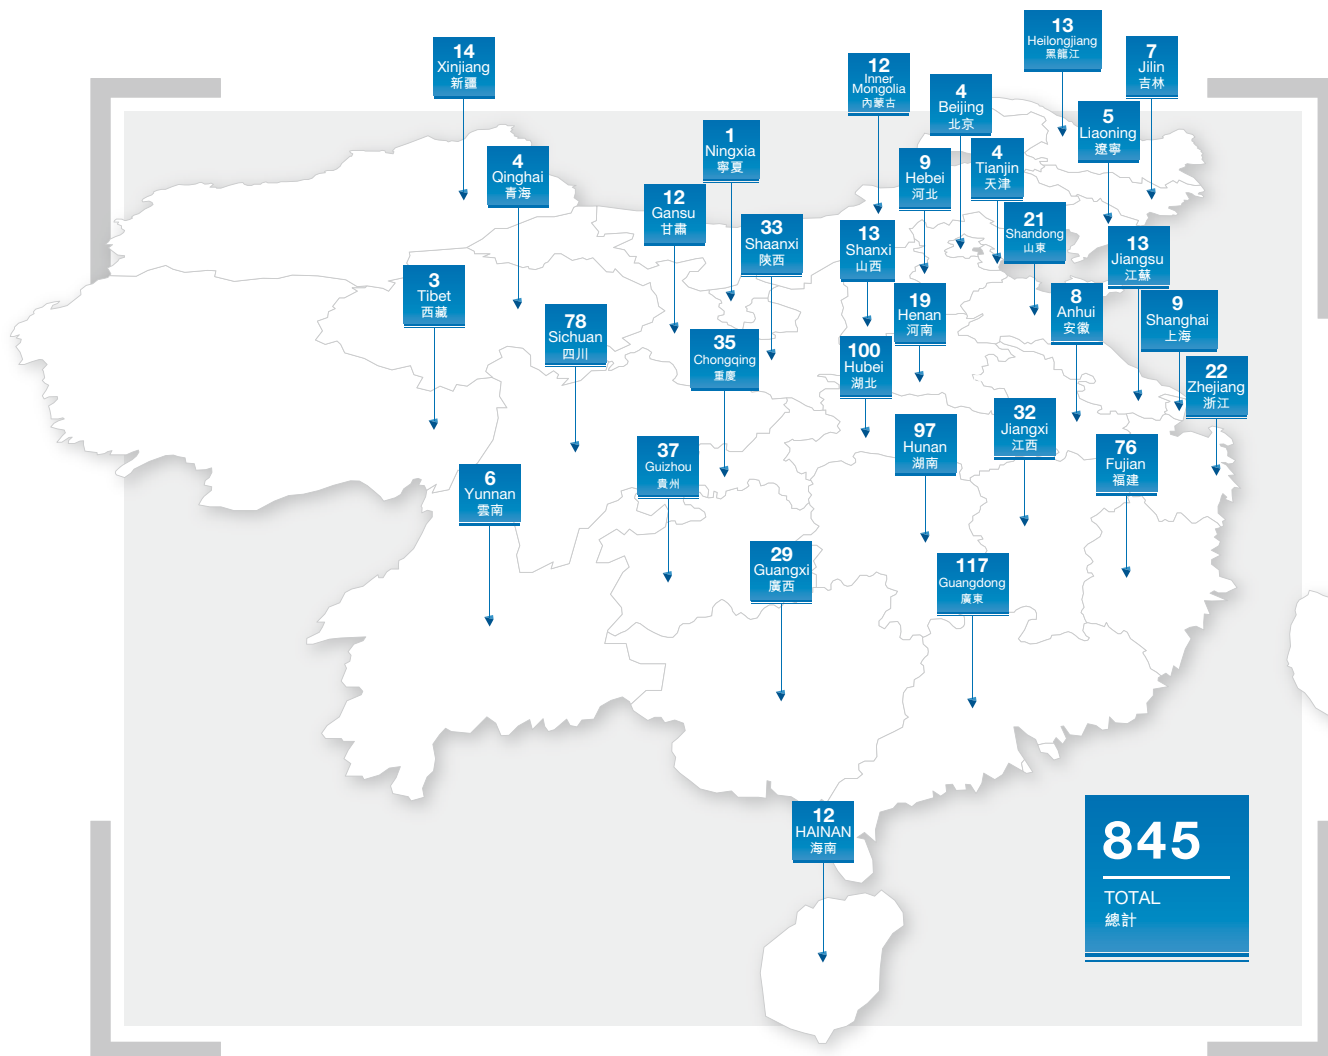 13
Heilongjiang
黑龍江
14
Xinjiang
新疆
7
Jilin
吉林
12
Inner
Mongolia
內蒙古
4
Beijing
北京
5
Liaoning
遼寧
1
Ningxia
寧夏
4
Qinghai
青海
9
Hebei
河北
4
Tianjin
天津
12
Gansu
甘肅
33
Shaanxi
陝西
13
Shanxi
山西
21
Shandong
山東
13
Jiangsu
江蘇
3
Tibet
西藏
78
Sichuan
四川
35
Chongqing
重慶
19
Henan
河南
8
Anhui
安徽
9
Shanghai
上海
100
Hubei
湖北
22
Zhejiang
浙江
32
Jiangxi
江西
97
Hunan
湖南
37
Guizhou
貴州
76
Fujian
福建
6
Yunnan
雲南
29
Guangxi
廣西
117
Guangdong
廣東
12
HAINAN
海南
845
TOTAL
總計